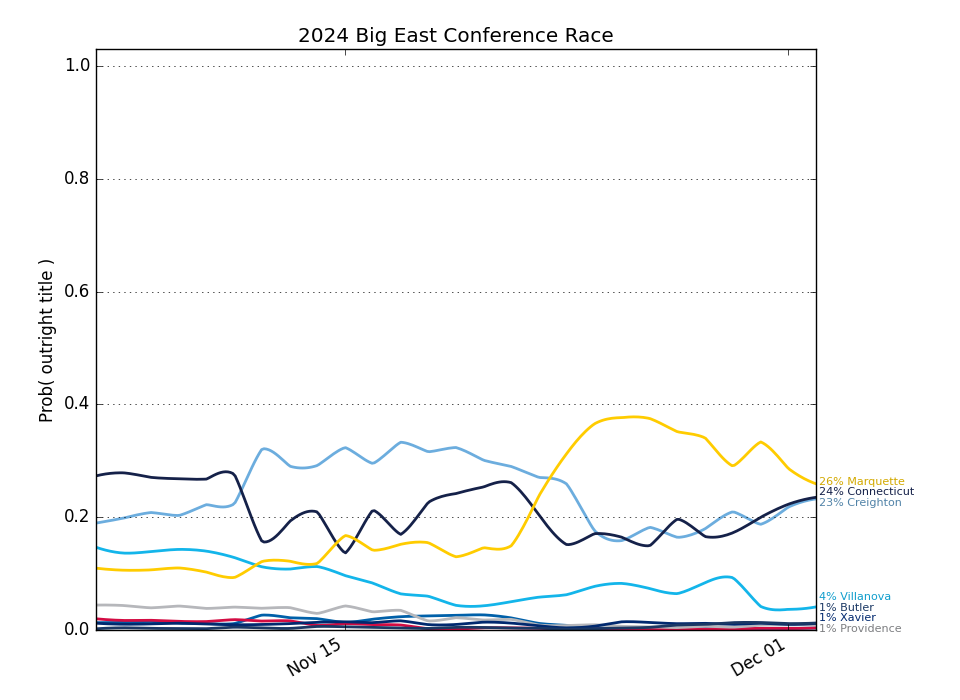 2024 Big East Conference Race
Prob( outright title )
1.0
0.8
0.6
0.4
0.2
0.0
Nov 15
Dec 01
26% Marquette
24% Connecticut
23% Creighton
4% Villanova
1% Butler
1% Xavier
1% Providence